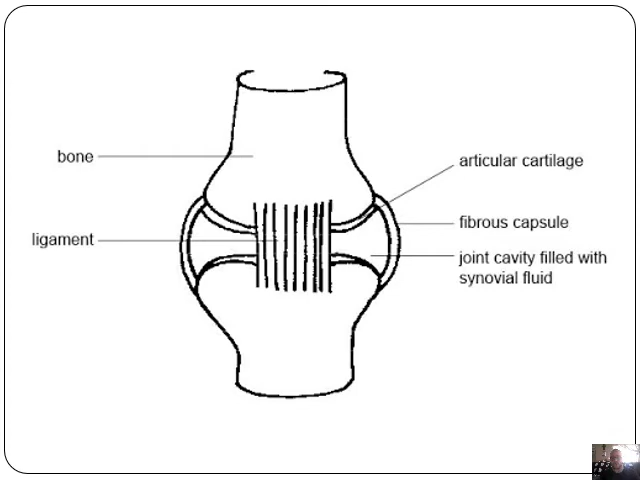 bone
articular cartilage
fibrous capsule
ligament
joint cavity filled with
synovial fluid